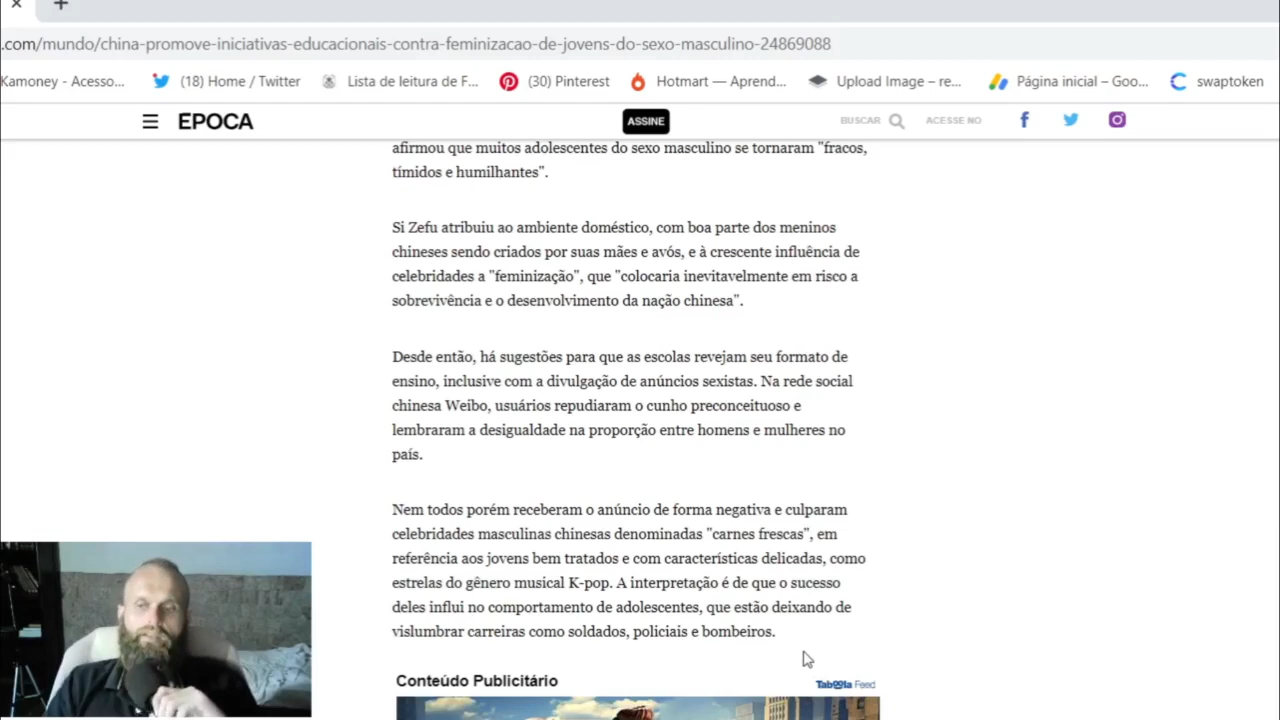 .com/mundo/china-promove-iniciativas-educacionais-contra-feminizacao-de-jovens-do-sexo-masculino-24869088
Kamoney - Acesso... (18) Home / Twitter Lista de leitura de F... (30) Pinterest Hotmart — Aprend... Upload Image – re... Página inicial – Goo... swaptoken
EPOCA ASSINE BUSCAR ACESSE NO
afirmou que muitos adolescentes do sexo masculino se tornaram "fracos,
tímidos e humilhantes".
Si Zefu atribuiu ao ambiente doméstico, com boa parte dos meninos
chineses sendo criados por suas mães e avós, e à crescente influência de
celebridades a "feminização", que "colocaria inevitavelmente em risco a
sobrevivência e o desenvolvimento da nação chinesa".
Desde então, há sugestões para que as escolas revejam seu formato de
ensino, inclusive com a divulgação de anúncios sexistas. Na rede social
chinesa Weibo, usuários repudiaram o cunho preconceituoso e
lembraram a desigualdade na proporção entre homens e mulheres no
país.
Nem todos porém receberam o anúncio de forma negativa e culparam
celebridades masculinas chinesas denominadas "carnes frescas", em
referência aos jovens bem tratados e com características delicadas, como
estrelas do gênero musical K-pop. A interpretação é de que o sucesso
deles influi no comportamento de adolescentes, que estão deixando de
vislumbrar carreiras como soldados, policiais e bombeiros.
Conteúdo Publicitário Taboola Feed